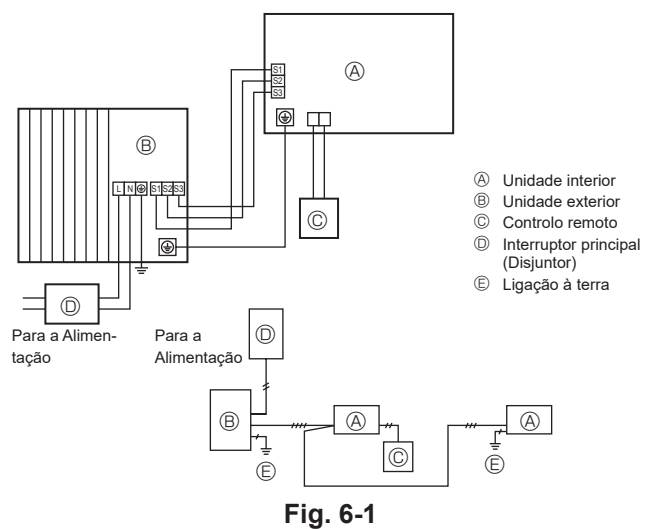 S1
S2
S3
Ⓐ
Ⓑ
L N S1 S2 S3
Ⓒ
Ⓓ
Para a Alimen-
tação
Ⓐ Unidade interior
Ⓑ Unidade exterior
Ⓒ Controlo remoto
Ⓓ Interruptor principal
(Disjuntor)
Ⓔ Ligação à terra
Para a
Alimentação
Ⓓ
Ⓑ
Ⓐ
Ⓐ
Ⓒ
Ⓔ
Ⓔ
Fig. 6-1